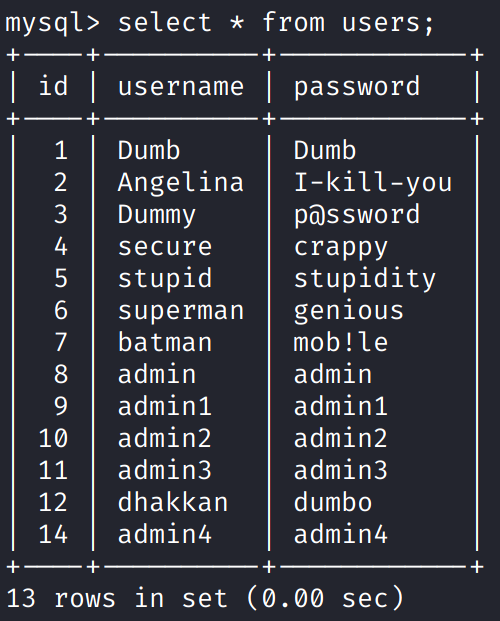 mysql> select * from users;
+----+----------+------------+
| id | username | password   |
+----+----------+------------+
|  1 | Dumb     | Dumb       |
|  2 | Angelina | I-kill-you |
|  3 | Dummy    | p@ssword   |
|  4 | secure   | crappy     |
|  5 | stupid   | stupidity  |
|  6 | superman | genious    |
|  7 | batman   | mob!le     |
|  8 | admin    | admin      |
|  9 | admin1   | admin1     |
| 10 | admin2   | admin2     |
| 11 | admin3   | admin3     |
| 12 | dhakkan  | dumbo      |
| 14 | admin4   | admin4     |
+----+----------+------------+
13 rows in set (0.00 sec)